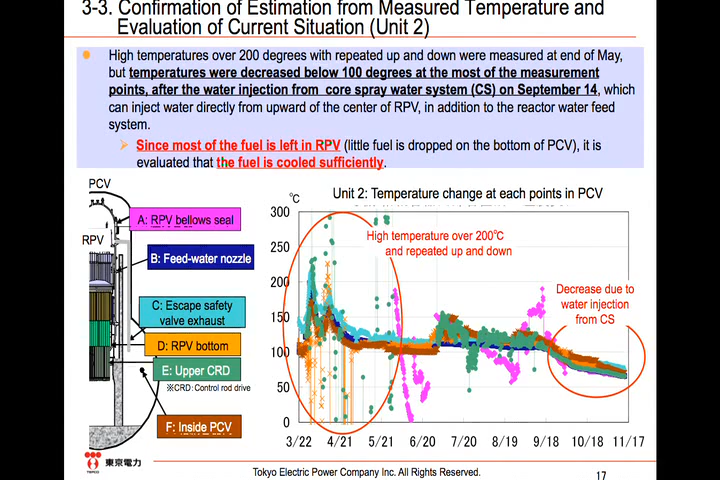 3-3. Confirmation of Estimation from Measured Temperature and
Evaluation of Current Situation (Unit 2)
High temperatures over 200 degrees with repeated up and down were measured at end of May,
but temperatures were decreased below 100 degrees at the most of the measurement
points, after the water injection from core spray water system (CS) on September 14, which
can inject water directly from upward of the center of RPV, in addition to the reactor water feed
system.
Since most of the fuel is left in RPV (little fuel is dropped on the bottom of PCV), it is
evaluated that the fuel is cooled sufficiently.
PCV
RPV
A: RPV bellows seal
B: Feed-water nozzle
C: Escape safety
valve exhaust
D: RPV bottom
E: Upper CRD
※CRD: Control rod drive
F: Inside PCV
Unit 2: Temperature change at each points in PCV
℃
300
250
200
150
100
50
0
High temperature over 200℃
and repeated up and down
Decrease due to
water injection
from CS
3/22 4/21 5/21 6/20 7/20 8/19 9/18 10/18 11/17
TEPCO
東京電力
Tokyo Electric Power Company Inc. All Rights Reserved.
17